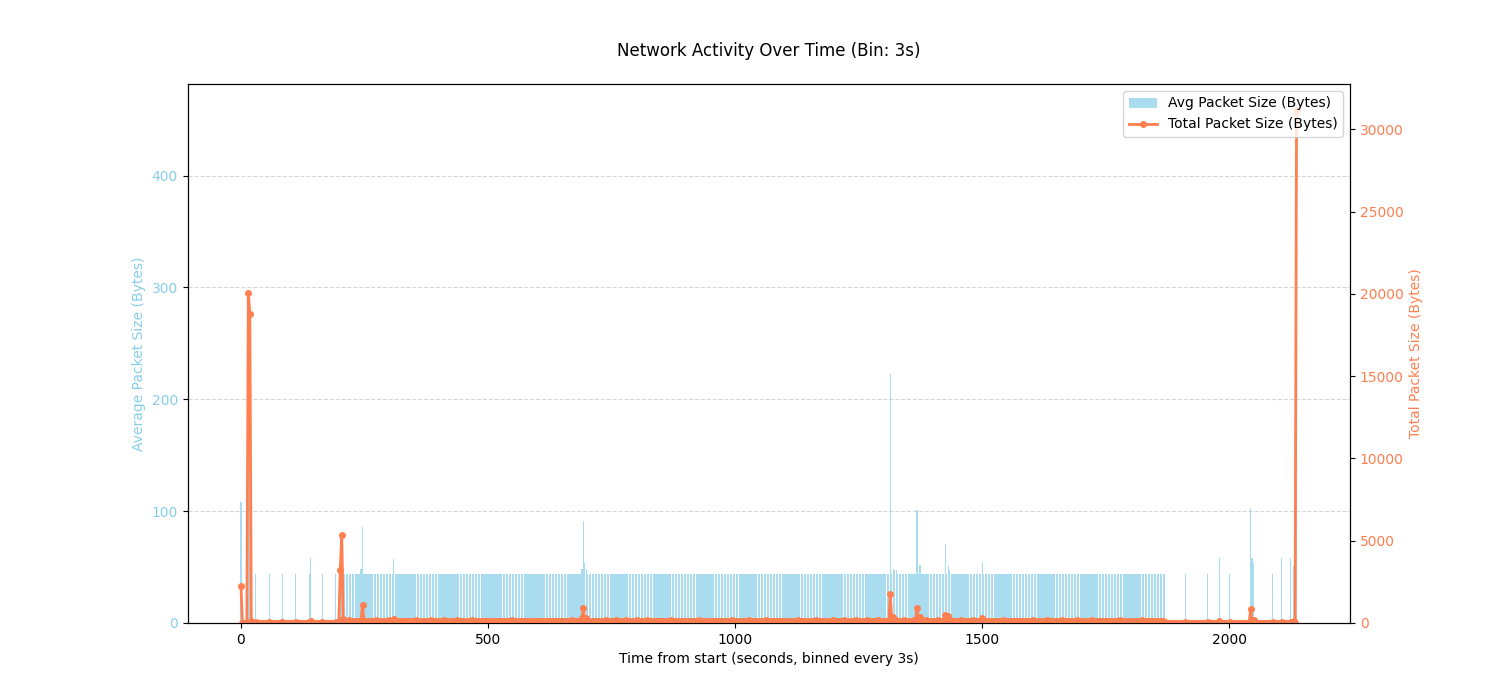 Network Activity Over Time (Bin: 3s)
Avg Packet Size (Bytes)
Total Packet Size (Bytes)
Average Packet Size (Bytes)
400
300
200
100
0
30000
25000
20000
15000
10000
5000
0
Total Packet Size (Bytes)
0 500 1000 1500 2000
Time from start (seconds, binned every 3s)